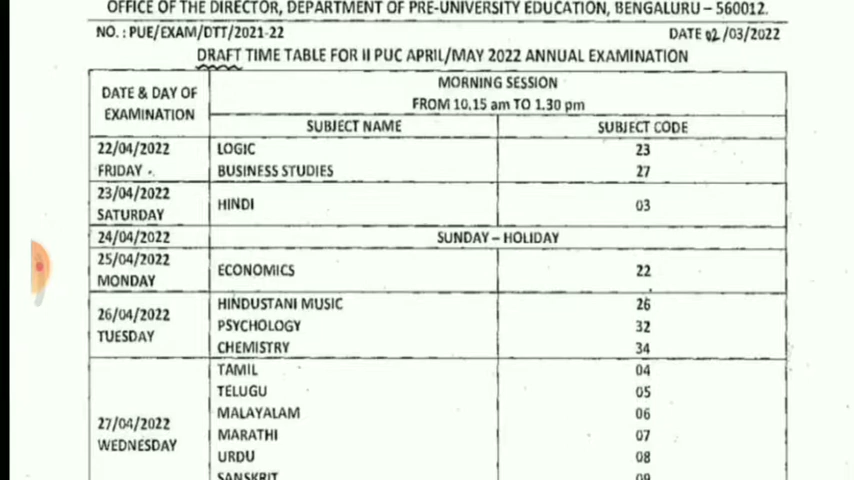 OFFICE OF THE DIRECTOR, DEPARTMENT OF PRE-UNIVERSITY EDUCATION, BENGALURU – 560012.
NO. : PUE/EXAM/DTT/2021-22 DATE 02/03/2022
DRAFT TIME TABLE FOR II PUC APRIL/MAY 2022 ANNUAL EXAMINATION
DATE & DAY OF EXAMINATION
MORNING SESSION
FROM 10.15 am TO 1.30 pm
SUBJECT NAME SUBJECT CODE
22/04/2022
FRIDAY
LOGIC 23
BUSINESS STUDIES 27
23/04/2022
SATURDAY
HINDI 03
24/04/2022 SUNDAY – HOLIDAY
25/04/2022
MONDAY
ECONOMICS 22
26/04/2022
TUESDAY
HINDUSTANI MUSIC 26
PSYCHOLOGY 32
CHEMISTRY 34
27/04/2022
WEDNESDAY
TAMIL 04
TELUGU 05
MALAYALAM 06
MARATHI 07
URDU 08
SANSKRIT 09